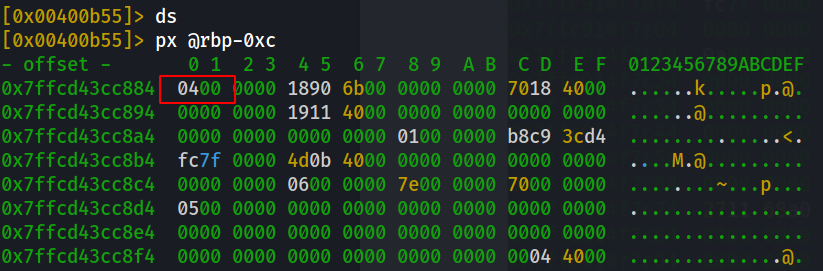 [0x00400b55]> ds
[0x00400b55]> px @rbp-0xc
- offset -   0 1  2 3  4 5  6 7  8 9  A B  C D  E F  0123456789ABCDEF
0x7ffcd43cc884  0400 0000 1890 6b00 0000 0000 7018 4000  ......k.....p.@.
0x7ffcd43cc894  0000 0000 1911 4000 0000 0000 0000 0000  ......@.........
0x7ffcd43cc8a4  0000 0000 0000 0000 0100 0000 b8c9 3cd4  ..............<.
0x7ffcd43cc8b4  fc7f 0000 4d0b 4000 0000 0000 0000 0000  ....M.@.........
0x7ffcd43cc8c4  0000 0000 0600 0000 7e00 0000 7000 0000  ........~...p...
0x7ffcd43cc8d4  0500 0000 0000 0000 0000 0000 0000 0000  ................
0x7ffcd43cc8e4  0000 0000 0000 0000 0000 0000 0000 0000  ................
0x7ffcd43cc8f4  0000 0000 0000 0000 0000 0000 0004 4000  ..............@.